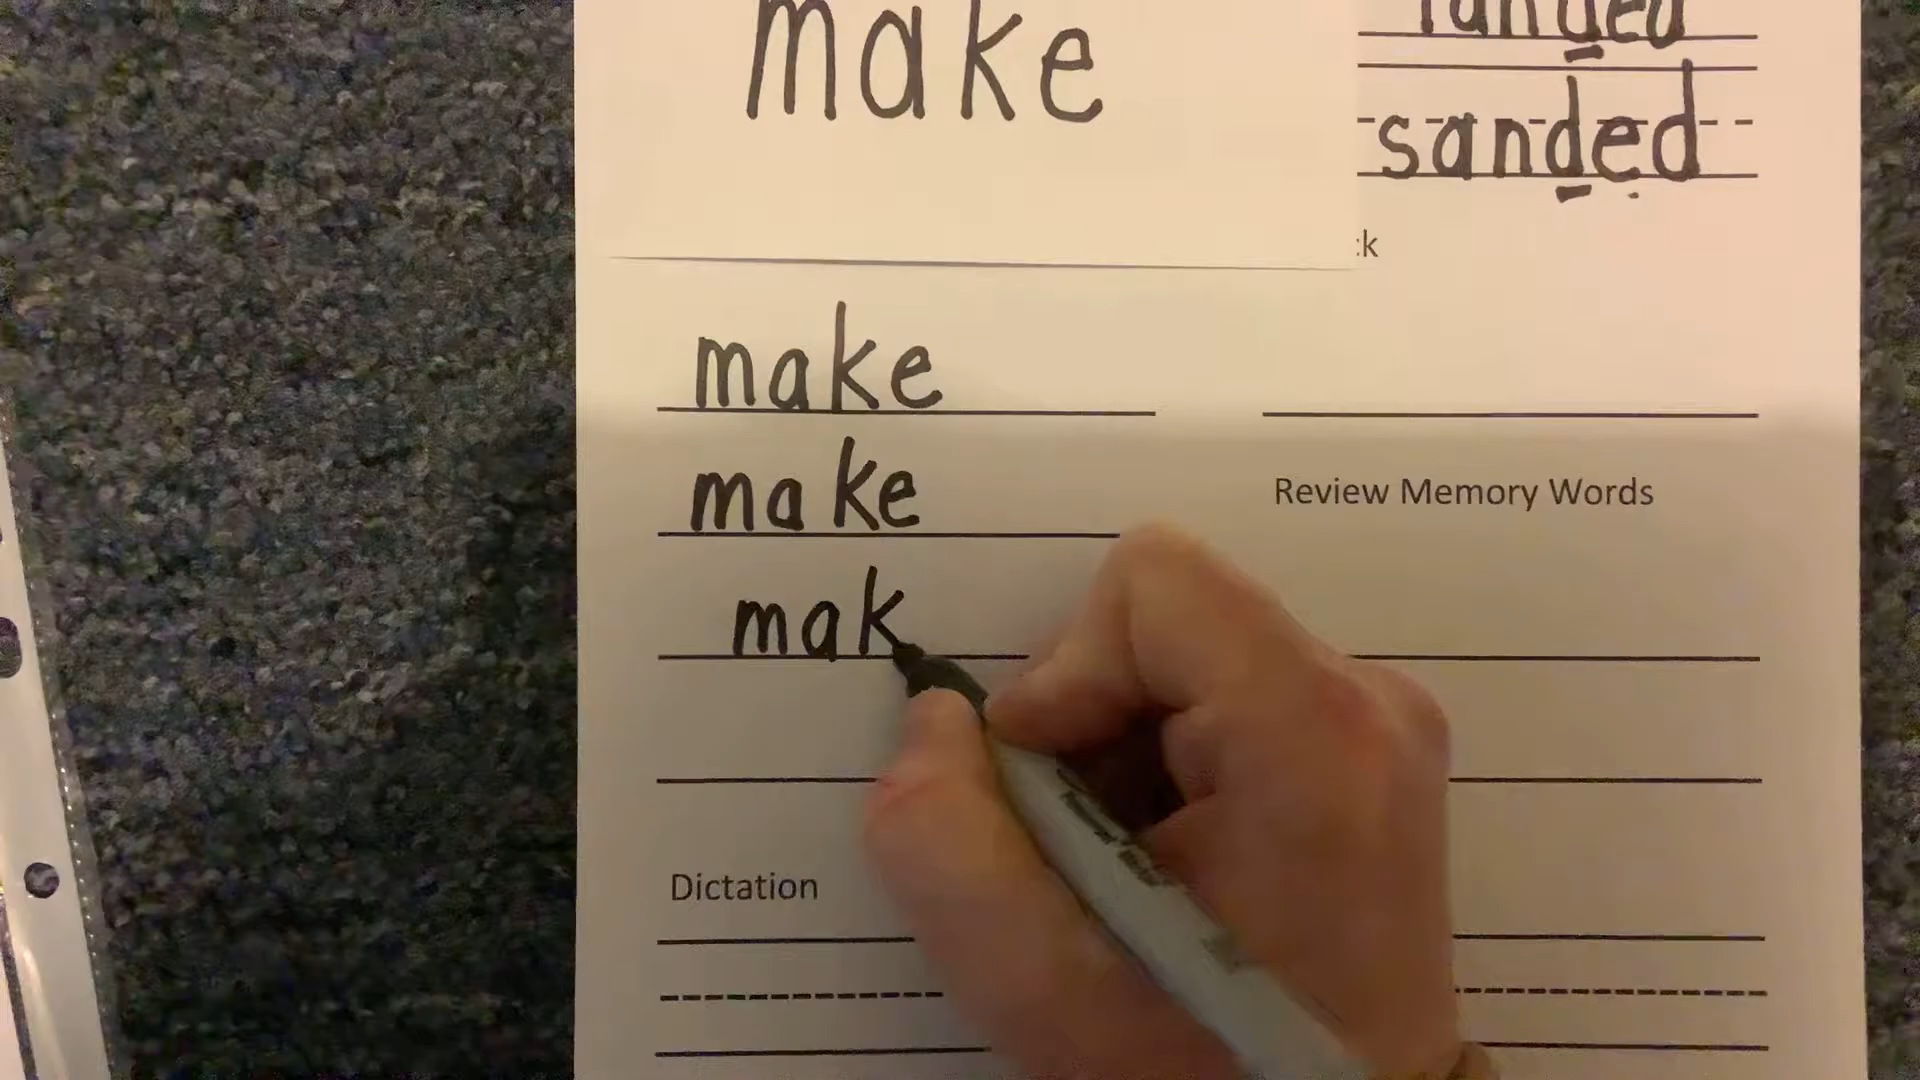 make
landed
sanded
make
make
Review Memory Words
mak
Dictation